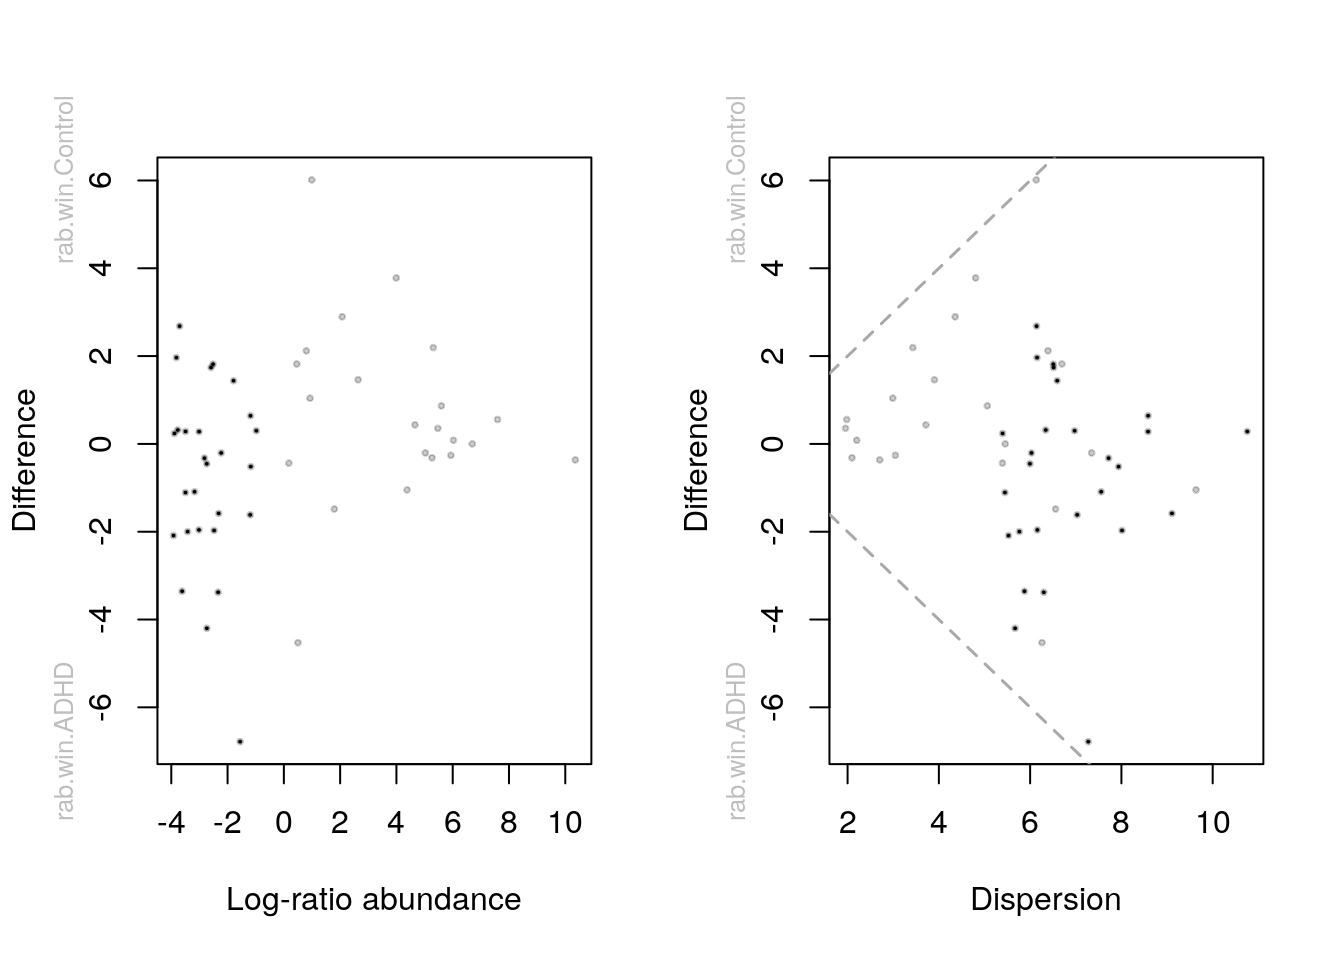 rab.win.Control
rab.win.ADHD
Difference
6
4
2
0
-2
-4
-6
-4 -2 0 2 4 6 8 10
Log-ratio abundance
rab.win.Control
rab.win.ADHD
Difference
6
4
2
0
-2
-4
-6
2 4 6 8 10
Dispersion